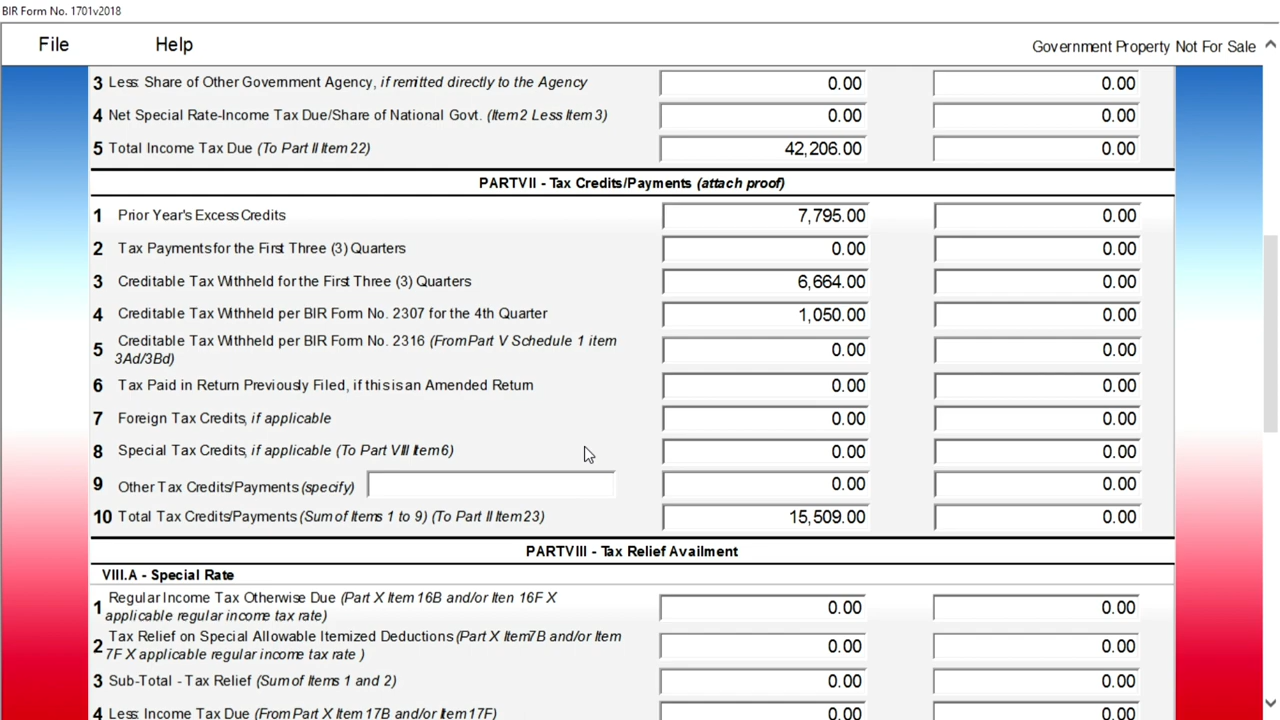 BIR Form No. 1701v2018
File Help Government Property Not For Sale
3 Less: Share of Other Government Agency, if remitted directly to the Agency 0.00 0.00
4 Net Special Rate-Income Tax Due/Share of National Govt. (Item 2 Less Item 3) 0.00 0.00
5 Total Income Tax Due (To Part II Item 22) 42,206.00 0.00
PARTVII - Tax Credits/Payments (attach proof)
1 Prior Year's Excess Credits 7,795.00 0.00
2 Tax Payments for the First Three (3) Quarters 0.00 0.00
3 Creditable Tax Withheld for the First Three (3) Quarters 6,664.00 0.00
4 Creditable Tax Withheld per BIR Form No. 2307 for the 4th Quarter 1,050.00 0.00
5 Creditable Tax Withheld per BIR Form No. 2316 (From Part V Schedule 1 item
3Ad/3Bd) 0.00 0.00
6 Tax Paid in Return Previously Filed, if this is an Amended Return 0.00 0.00
7 Foreign Tax Credits, if applicable 0.00 0.00
8 Special Tax Credits, if applicable (To Part VIII Item 6) 0.00 0.00
9 Other Tax Credits/Payments (specify) 0.00 0.00
10 Total Tax Credits/Payments (Sum of Items 1 to 9) (To Part II Item 23) 15,509.00 0.00
PARTVIII - Tax Relief Availment
VIII.A - Special Rate
1 Regular Income Tax Otherwise Due (Part X Item 16B and/or Iten 16F X
applicable regular income tax rate) 0.00 0.00
2 Tax Relief on Special Allowable Itemized Deductions (Part X Item 7B and/or Item
7F X applicable regular income tax rate ) 0.00 0.00
3 Sub-Total - Tax Relief (Sum of Items 1 and 2) 0.00 0.00
4 Less: Income Tax Due (From Part X Item 17B and/or Item 17F) 0.00 0.00